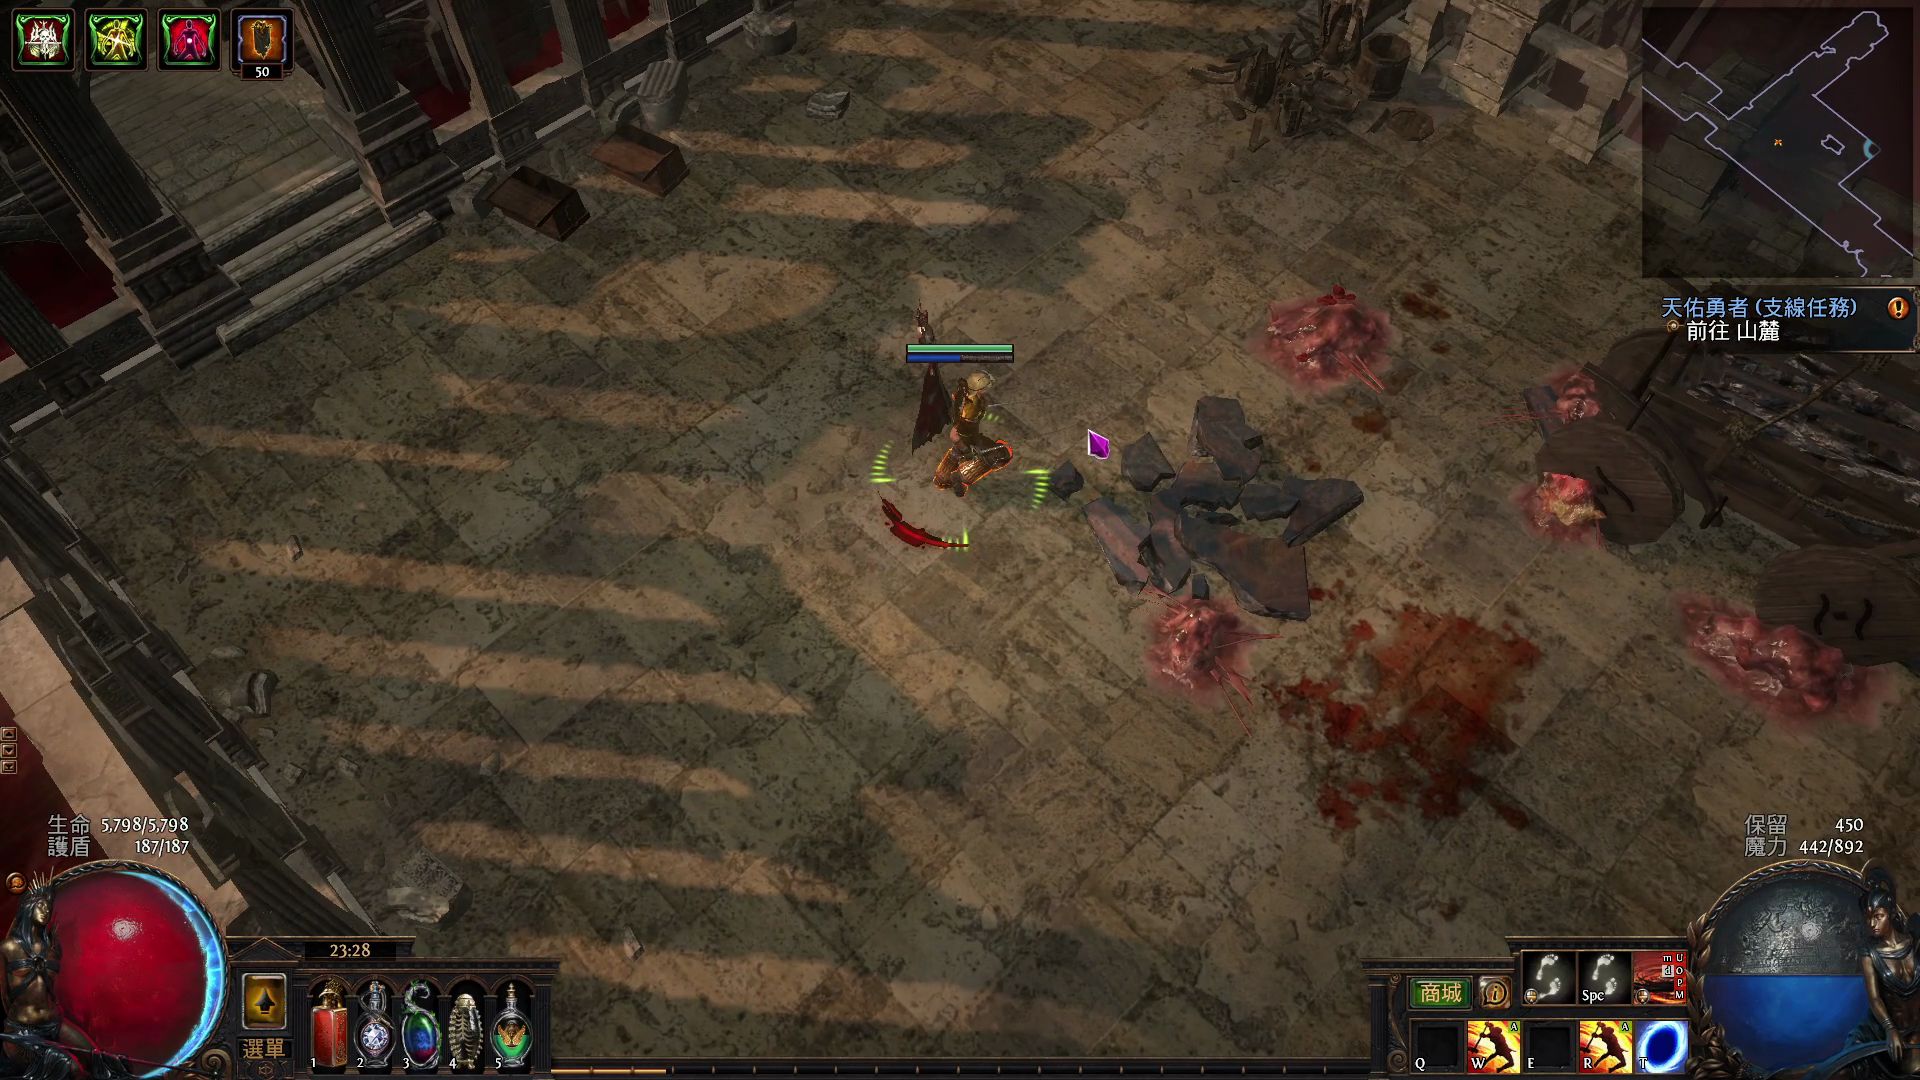 50
天佑勇者 (支線任務)
前往 山麓
生命 5,798/5,798
護盾 187/187
保留 450
魔力 442/892
23:28
選單
1 2 3 4 5
商城
Spc
m U
d O
P
M
Q W A E R A T